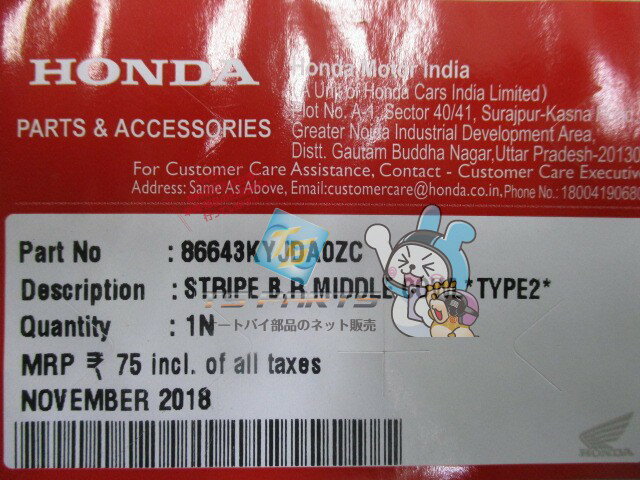 HONDA
PARTS & ACCESSORIES
Honda Motor India
(A Unit of Honda Cars India Limited)
Plot No. A-1, Sector 40/41, Surajpur-Kasna
Greater Noida Industrial Development Area,
Distt. Gautam Buddha Nagar, Uttar Pradesh-20130
For Customer Care Assistance, Contact - Customer Care Executive
Address: Same As Above, Email:customercare@honda.co.in, Phone No.: 1800419068
Part No : 86643KYJDA0ZC
Description : STRIPE B,R MIDDLE *TYPE2*
Quantity : 1N
MRP ₹ 75 incl. of all taxes
NOVEMBER 2018
オートバイ部品のネット販売